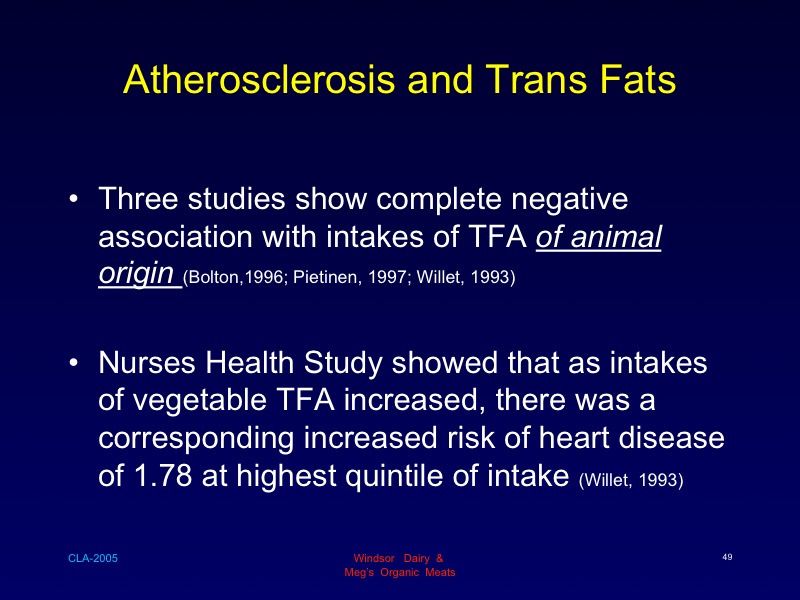 Atherosclerosis and Trans Fats
• Three studies show complete negative
association with intakes of TFA of animal
origin (Bolton,1996; Pietinen, 1997; Willet, 1993)
• Nurses Health Study showed that as intakes
of vegetable TFA increased, there was a
corresponding increased risk of heart disease
of 1.78 at highest quintile of intake (Willet, 1993)
CLA-2005
Windsor Dairy &
Meg's Organic Meats
49